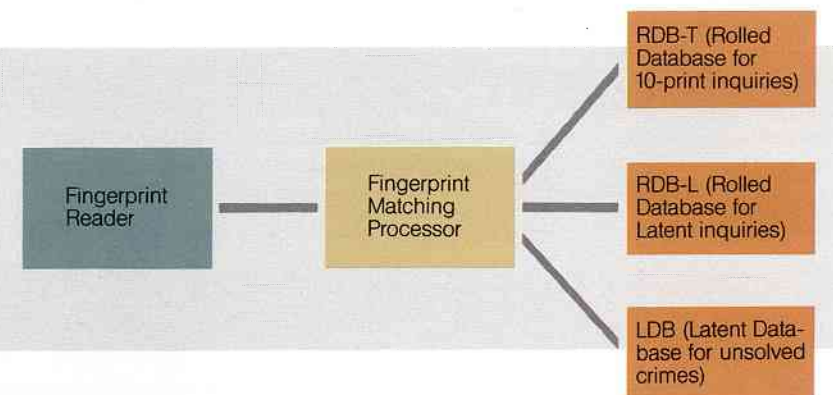 Fingerprint
Reader
Fingerprint
Matching
Processor
RDB-T (Rolled
Database for
10-print inquiries)
RDB-L (Rolled
Database for
Latent inquiries)
LDB (Latent Data-
base for unsolved
crimes)